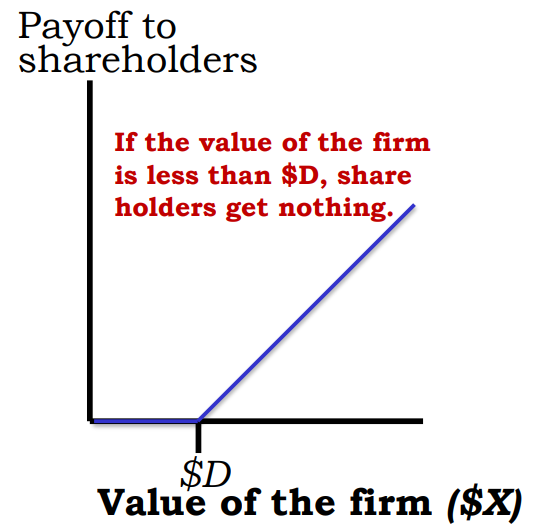 Payoff to
shareholders
If the value of the firm
is less than $D, share
holders get nothing.
$D
Value of the firm ($X)